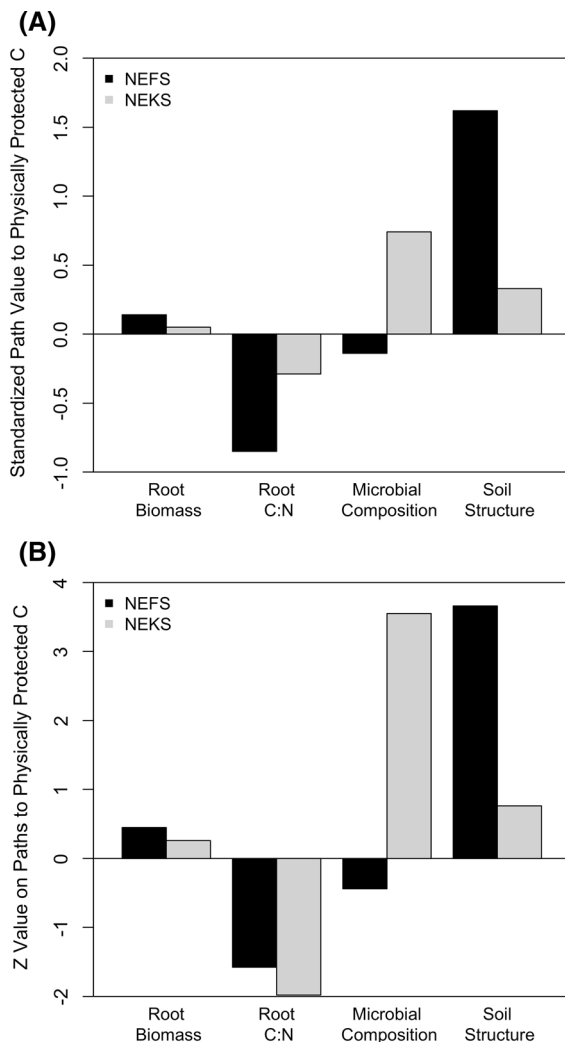 (A)
Standardized Path Value to Physically Protected C
2.0
1.5
1.0
0.5
0.0
-0.5
-1.0
NEFS
NEKS
Root
Biomass
Root
C:N
Microbial
Composition
Soil
Structure
(B)
Z Value on Paths to Physically Protected C
4
3
2
1
0
-1
-2
NEFS
NEKS
Root
Biomass
Root
C:N
Microbial
Composition
Soil
Structure